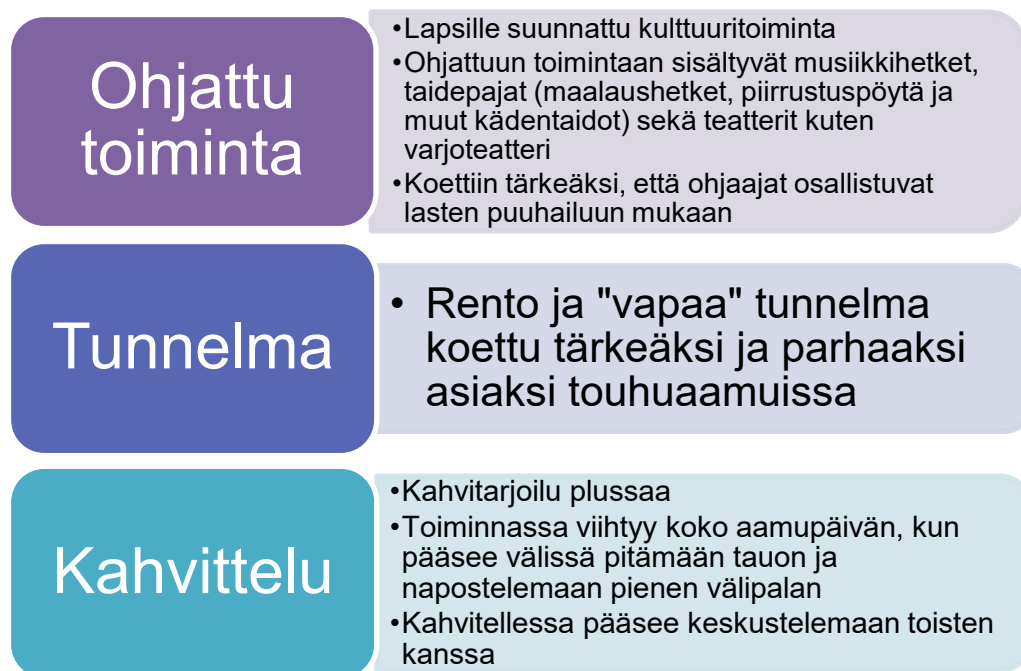 Ohjattu
toiminta
•Lapsille suunnattu kulttuuritoiminta
•Ohjattuun toimintaan sisältyvät musiikkihetket,
taidepajat (maalaushetket, piirrustuspöytä ja
muut kädentaidot) sekä teatterit kuten
varjoteatteri
•Koettiin tärkeäksi, että ohjaajat osallistuvat
lasten puuhailuun mukaan
Tunnelma
• Rento ja "vapaa" tunnelma
koettu tärkeäksi ja parhaaksi
asiaksi touhuaamuissa
Kahvittelu
•Kahvitarjoilu plussaa
•Toiminnassa viihtyy koko aamupäivän, kun
pääsee välissä pitämään tauon ja
napostelemaan pienen välipalan
•Kahvitellessa pääsee keskustelemaan toisten
kanssa